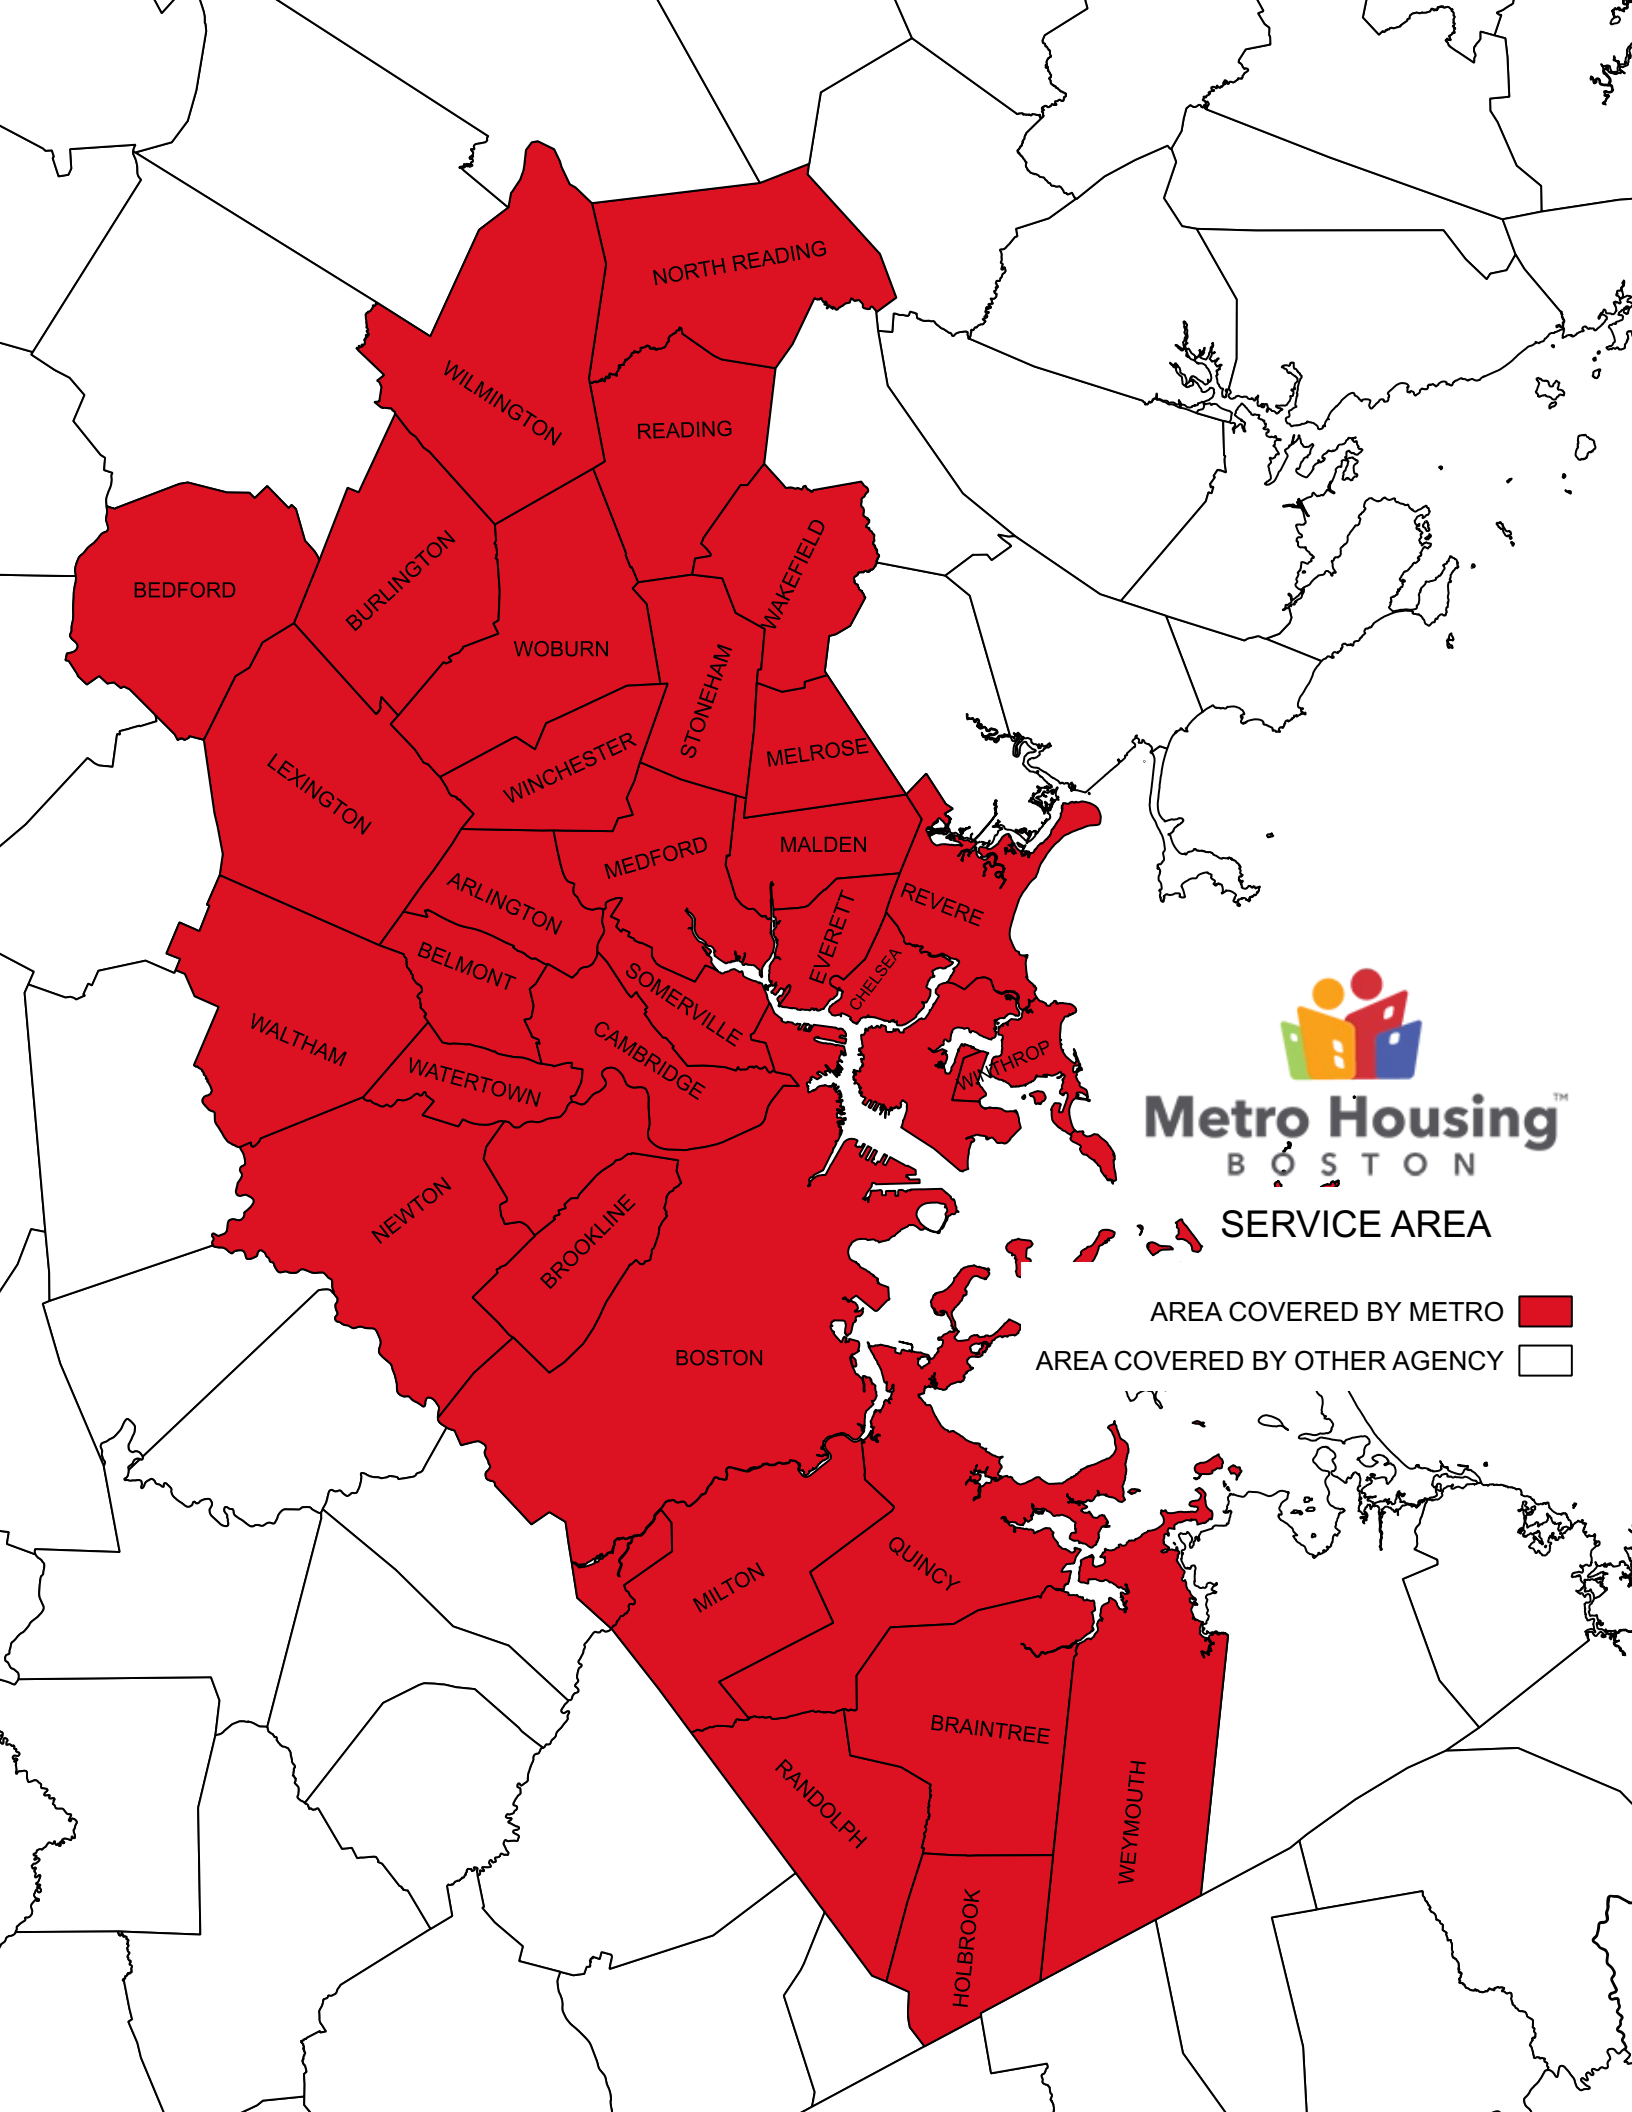 NORTH READING
WILMINGTON
READING
WAKEFIELD
BEDFORD
BURLINGTON
WOBURN
STONEHAM
LEXINGTON
WINCHESTER
MELROSE
MEDFORD
MALDEN
ARLINGTON
REVERE
EVERETT
BELMONT
CHELSEA
SOMERVILLE
WALTHAM
CAMBRIDGE
WINTHROP
WATERTOWN
Metro Housing™
BOSTON
NEWTON
BROOKLINE
SERVICE AREA
AREA COVERED BY METRO
AREA COVERED BY OTHER AGENCY
BOSTON
QUINCY
MILTON
BRAINTREE
RANDOLPH
WEYMOUTH
HOLBROOK